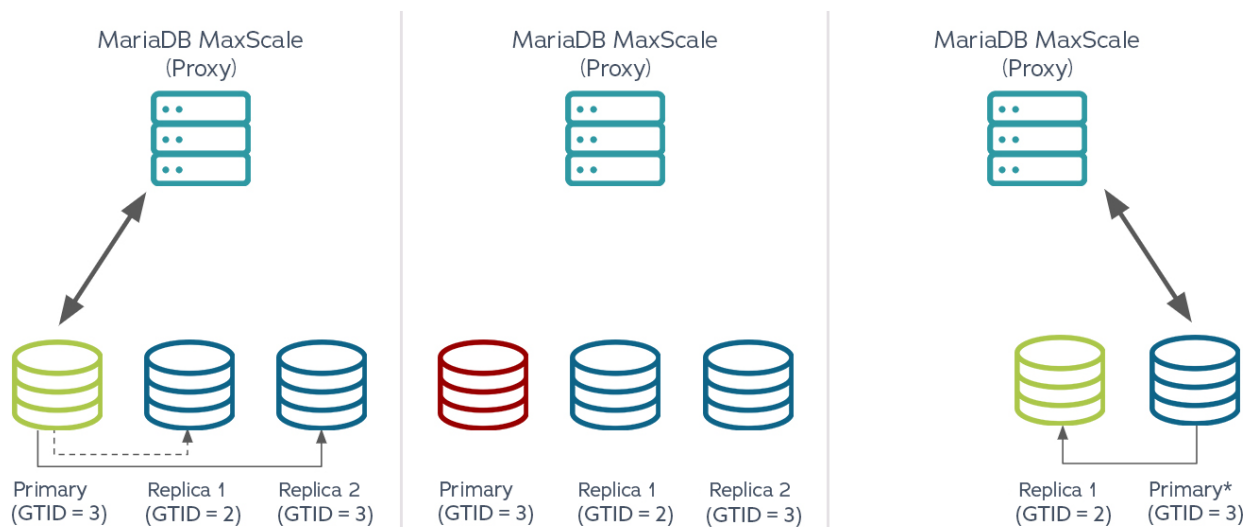 MariaDB MaxScale
(Proxy)
Primary
(GTID = 3)
Replica 1
(GTID = 2)
Replica 2
(GTID = 3)
MariaDB MaxScale
(Proxy)
Primary
(GTID = 3)
Replica 1
(GTID = 2)
Replica 2
(GTID = 3)
MariaDB MaxScale
(Proxy)
Replica 1
(GTID = 2)
Primary*
(GTID = 3)